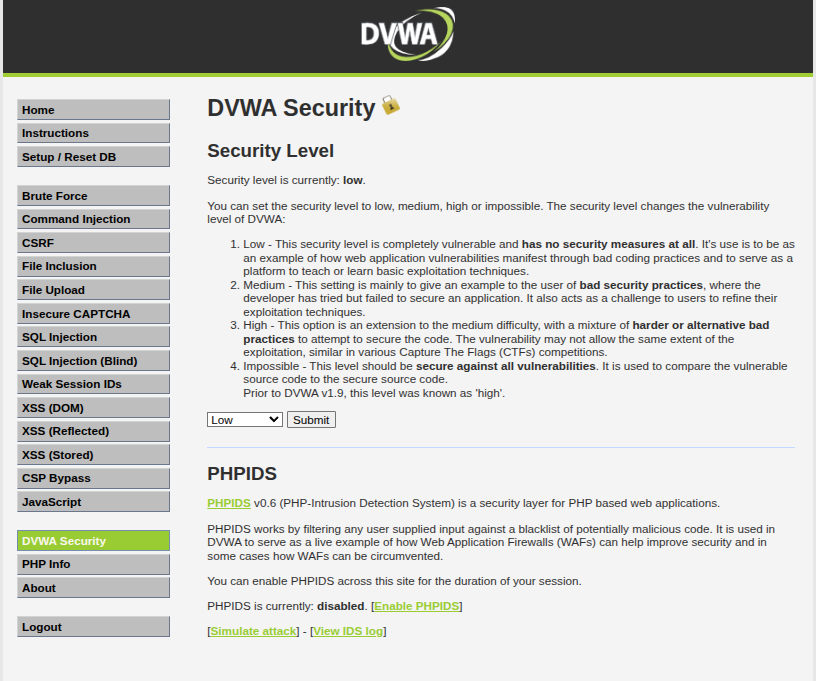 DVWA
Home
Instructions
Setup / Reset DB
Brute Force
Command Injection
CSRF
File Inclusion
File Upload
Insecure CAPTCHA
SQL Injection
SQL Injection (Blind)
Weak Session IDs
XSS (DOM)
XSS (Reflected)
XSS (Stored)
CSP Bypass
JavaScript
DVWA Security
PHP Info
About
Logout
DVWA Security
Security Level
Security level is currently: low.
You can set the security level to low, medium, high or impossible. The security level changes the vulnerability
level of DVWA:
1. Low - This security level is completely vulnerable and has no security measures at all. It's use is to be as
an example of how web application vulnerabilities manifest through bad coding practices and to serve as a
platform to teach or learn basic exploitation techniques.
2. Medium - This setting is mainly to give an example to the user of bad security practices, where the
developer has tried but failed to secure an application. It also acts as a challenge to users to refine their
exploitation techniques.
3. High - This option is an extension to the medium difficulty, with a mixture of harder or alternative bad
practices to attempt to secure the code. The vulnerability may not allow the same extent of the
exploitation, similar in various Capture The Flags (CTFs) competitions.
4. Impossible - This level should be secure against all vulnerabilities. It is used to compare the vulnerable
source code to the secure source code.
Prior to DVWA v1.9, this level was known as 'high'.
Low Submit
PHPIDS
PHPIDS v0.6 (PHP-Intrusion Detection System) is a security layer for PHP based web applications.
PHPIDS works by filtering any user supplied input against a blacklist of potentially malicious code. It is used in
DVWA to serve as a live example of how Web Application Firewalls (WAFs) can help improve security and in
some cases how WAFs can be circumvented.
You can enable PHPIDS across this site for the duration of your session.
PHPIDS is currently: disabled. [Enable PHPIDS]
[Simulate attack] - [View IDS log]